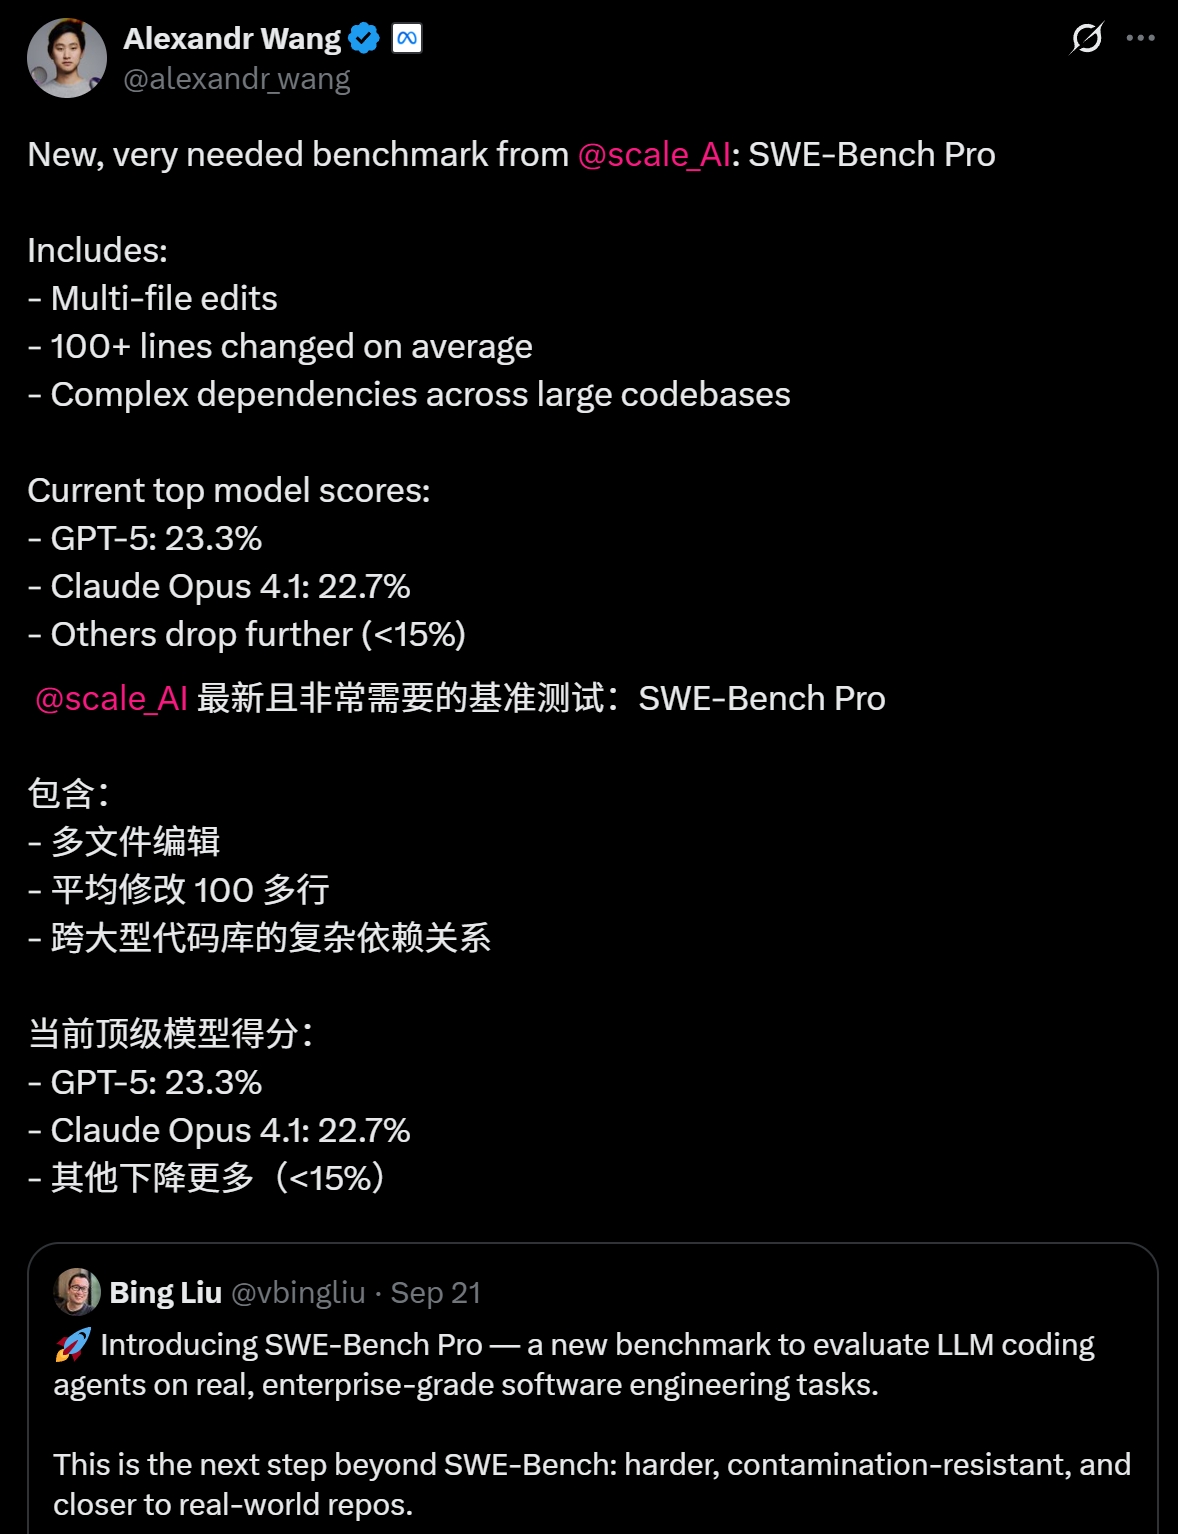 Alexandr Wang
@alexandr_wang
New, very needed benchmark from @scale_AI: SWE-Bench Pro
Includes:
- Multi-file edits
- 100+ lines changed on average
- Complex dependencies across large codebases
Current top model scores:
- GPT-5: 23.3%
- Claude Opus 4.1: 22.7%
- Others drop further (<15%)
@scale_AI 最新且非常需要的基准测试：SWE-Bench Pro
包含：
- 多文件编辑
- 平均修改 100 多行
- 跨大型代码库的复杂依赖关系
当前顶级模型得分：
- GPT-5: 23.3%
- Claude Opus 4.1: 22.7%
- 其他下降更多（<15%）
Bing Liu @vbingliu · Sep 21
🚀 Introducing SWE-Bench Pro — a new benchmark to evaluate LLM coding
agents on real, enterprise-grade software engineering tasks.
This is the next step beyond SWE-Bench: harder, contamination-resistant, and
closer to real-world repos.